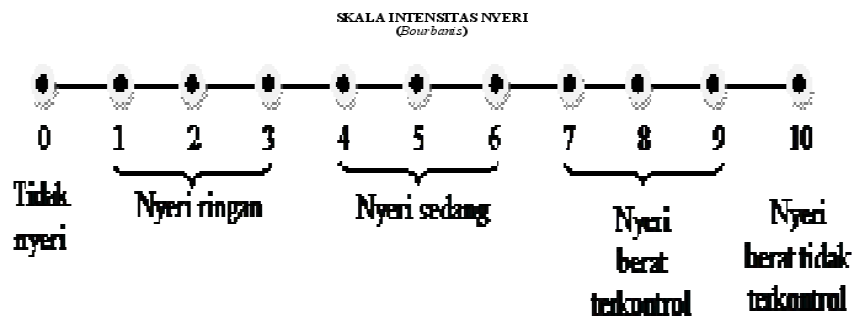 SKALA INTENSITAS NYERI
(Bourbanis)
0 1 2 3 4 5 6 7 8 9 10
Tidak nyeri
Nyeri ringan
Nyeri sedang
Nyeri berat terkontrol
Nyeri berat tidak terkontrol